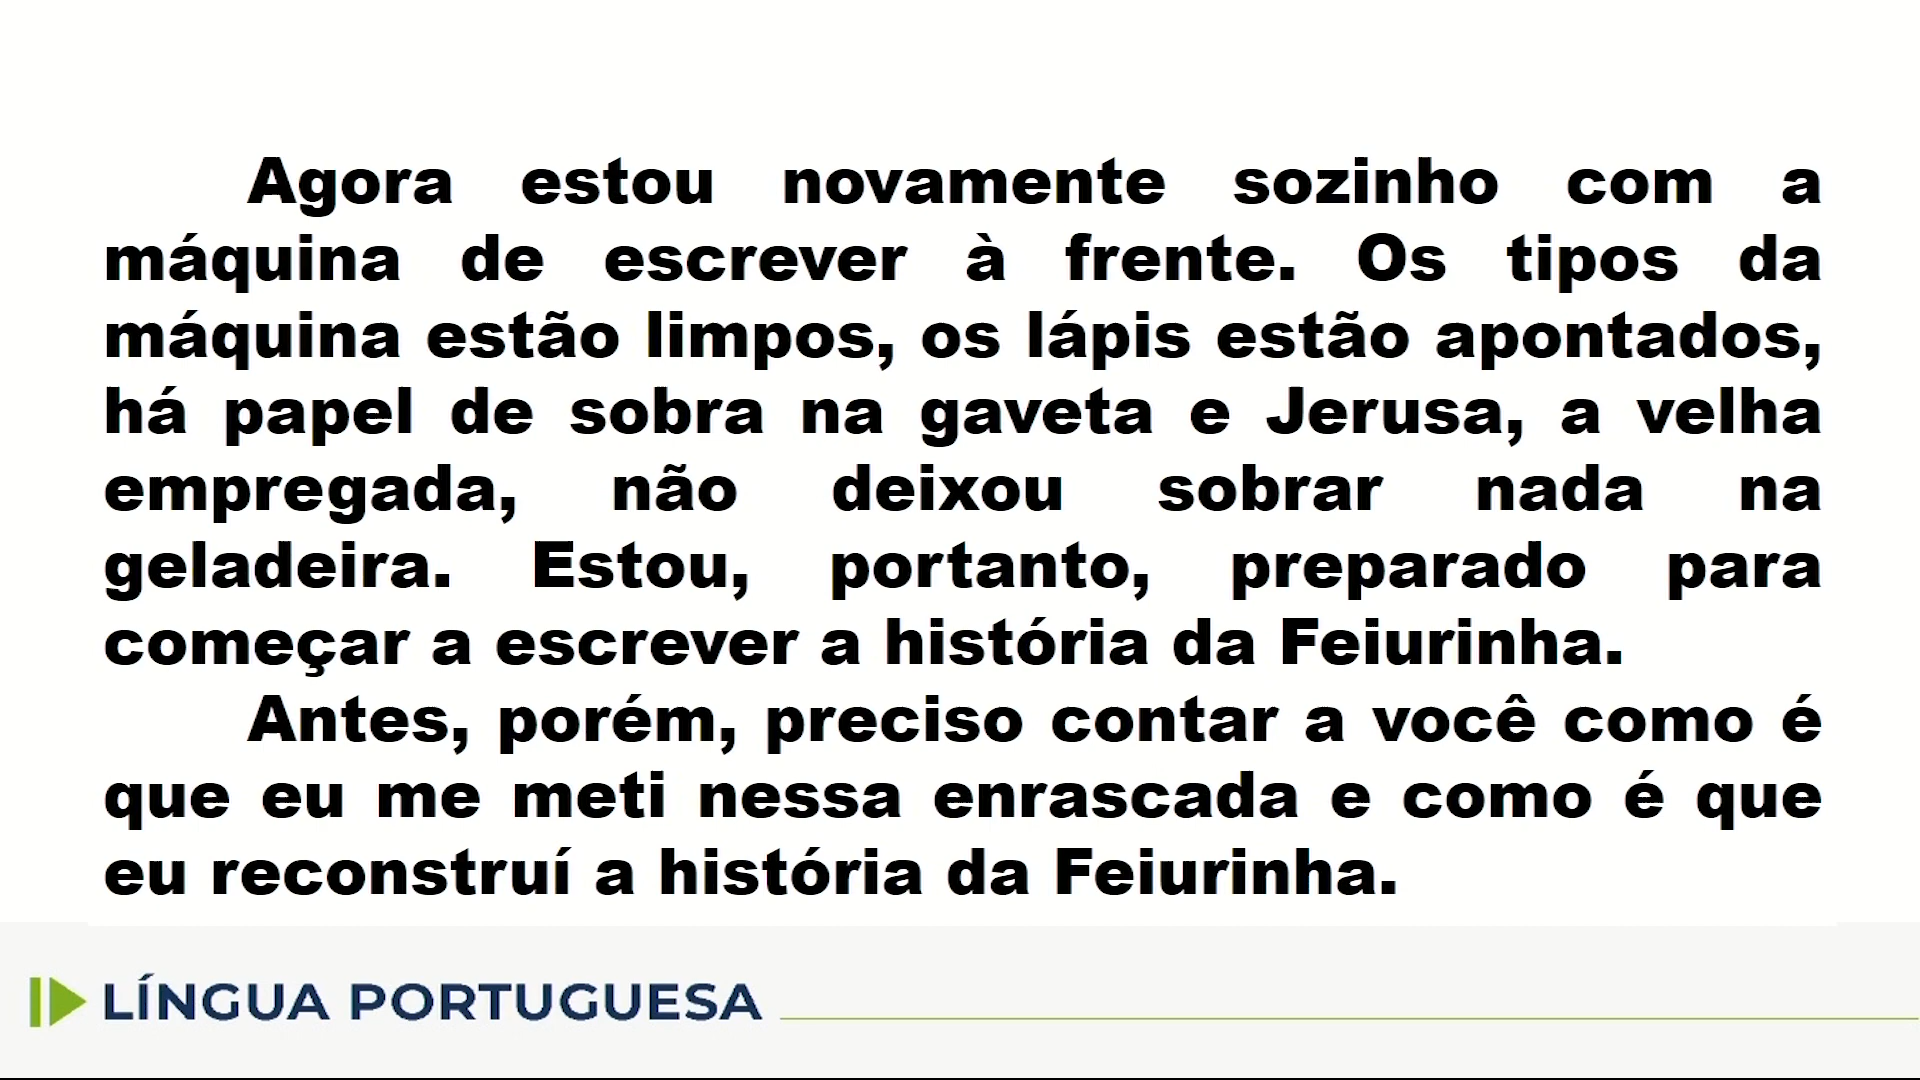 Agora estou novamente sozinho com a
máquina de escrever à frente. Os tipos da
máquina estão limpos, os lápis estão apontados,
há papel de sobra na gaveta e Jerusa, a velha
empregada, não deixou sobrar nada na
geladeira. Estou, portanto, preparado para
começar a escrever a história da Feiurinha.
Antes, porém, preciso contar a você como é
que eu me meti nessa enrascada e como é que
eu reconstruí a história da Feiurinha.
LÍNGUA PORTUGUESA